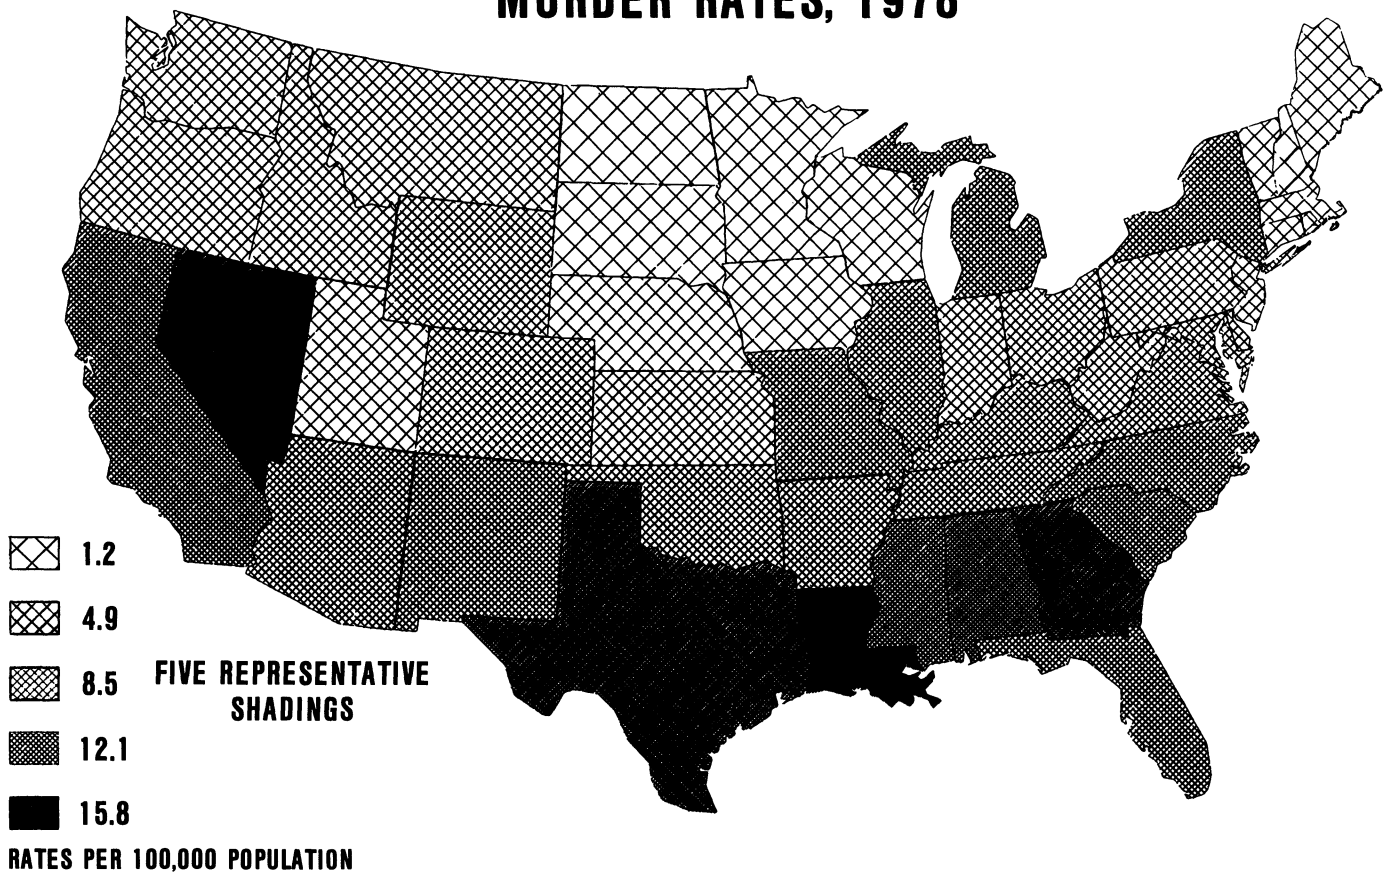 MURDER RATES, 1978
1.2
4.9
8.5
FIVE REPRESENTATIVE
SHADINGS
12.1
15.8
RATES PER 100,000 POPULATION